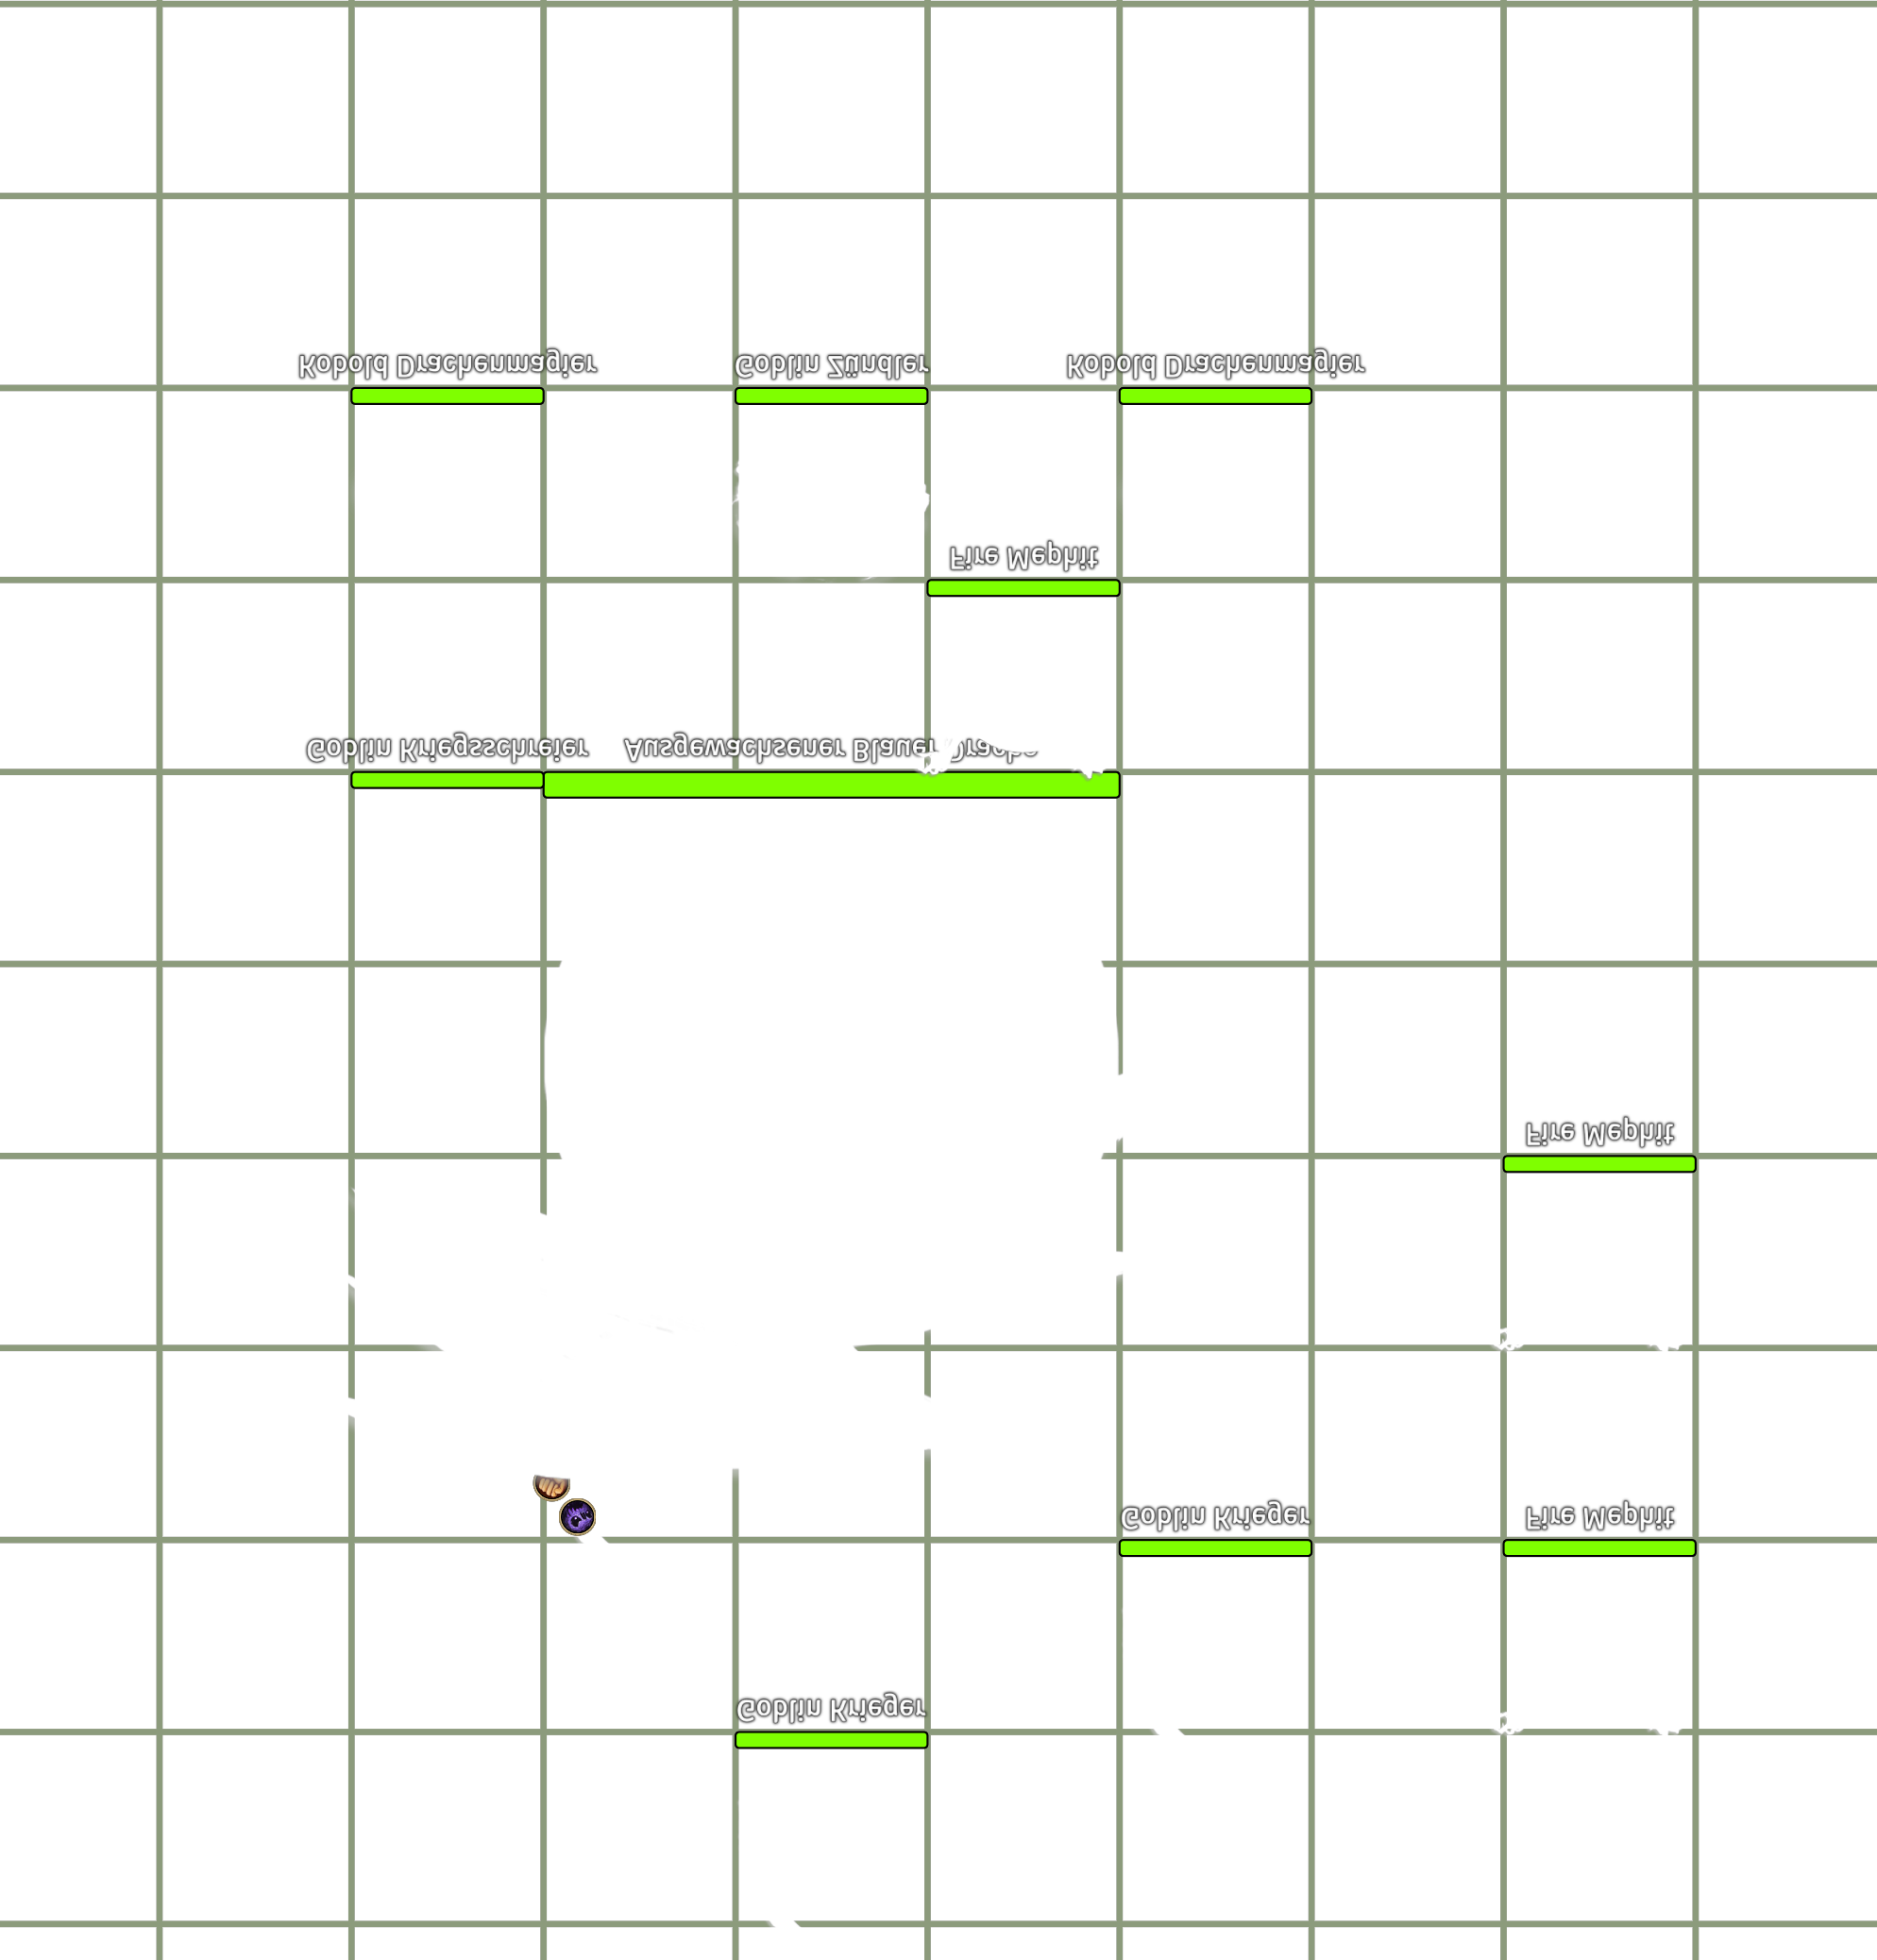 Kobold Drachenmagier
Goblin Zündler
Kobold Drachenmagier
Fire Mephit
Goblin Kriegsschreier
Ausgewachsener Blauer Drache
Fire Mephit
Goblin Krieger
Fire Mephit
Goblin Krieger